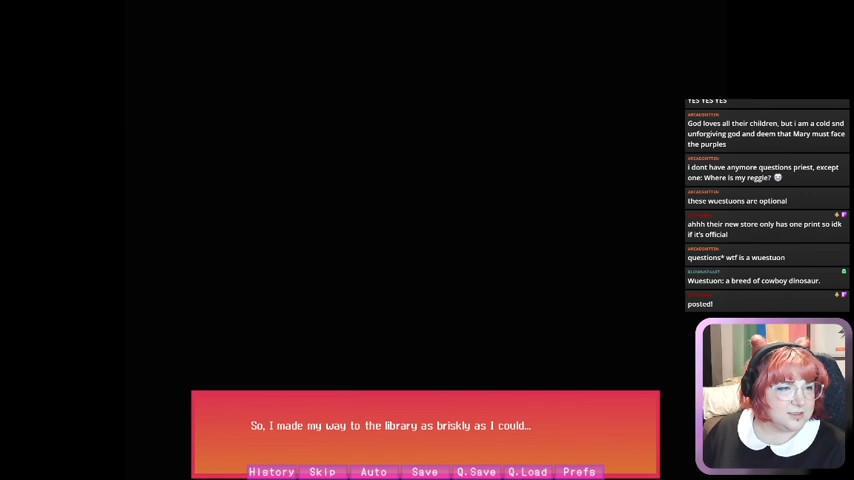 YES YES YES
ARCADEKITTEN
God loves all their children, but i am a cold snd
unforgiving god and deem that Mary must face
the purples
ARCADEKITTEN
i dont have anymore questions priest, except
one: Where is my reggie?
ARCADEKITTEN
these wuestuons are optional
ahhh their new store only has one print so idk
if it's official
ARCADEKITTEN
questions* wtf is a wuestuon
Wuestuon: a breed of cowboy dinosaur.
posted!
So, I made my way to the library as briskly as I could...
History Skip Auto Save Q.Save Q.Load Prefs